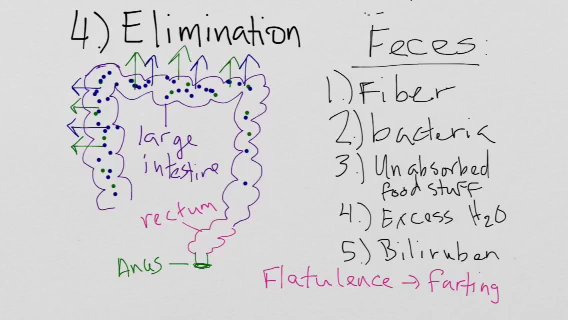 4.) Elimination
large
intestine
rectum
Anus
Feces:
1.) Fiber
2.) bacteria
3.) Unabsorbed
food stuff
4.) Excess H2O
5.) Biliruben
Flatulence → farting